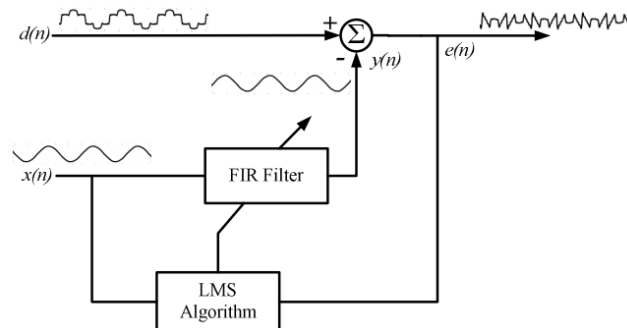 d(n)
+
Σ
-
y(n)
e(n)
x(n)
FIR Filter
LMS
Algorithm